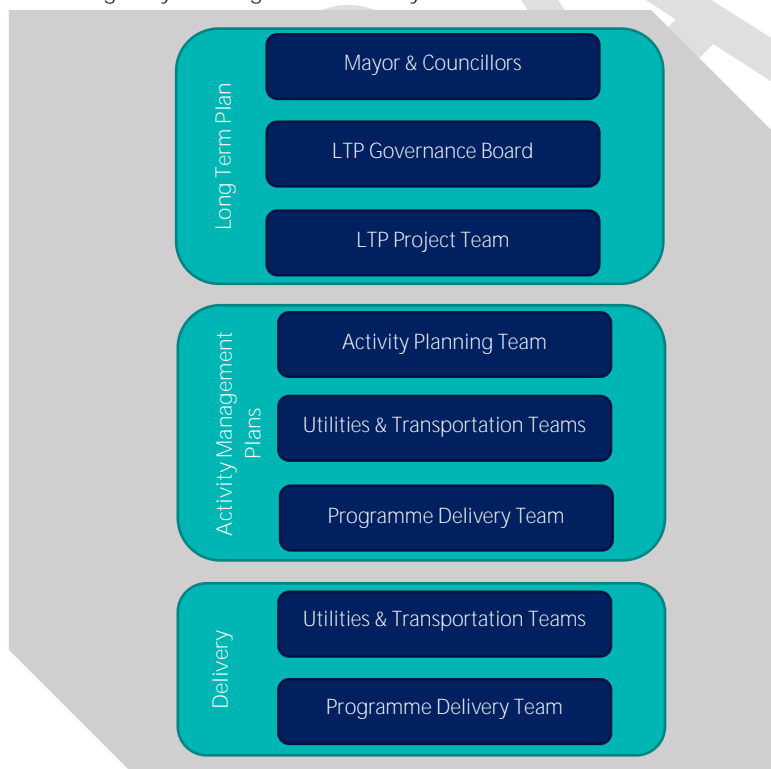 Long Term Plan
Mayor & Councillors
LTP Governance Board
LTP Project Team
Activity Management
Plans
Activity Planning Team
Utilities & Transportation Teams
Programme Delivery Team
Delivery
Utilities & Transportation Teams
Programme Delivery Team